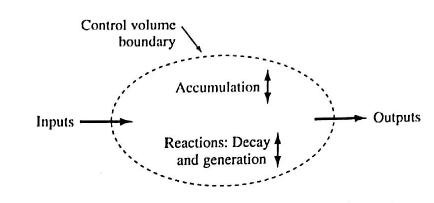 Control volume
boundary
Accumulation
Inputs
Outputs
Reactions: Decay
and generation